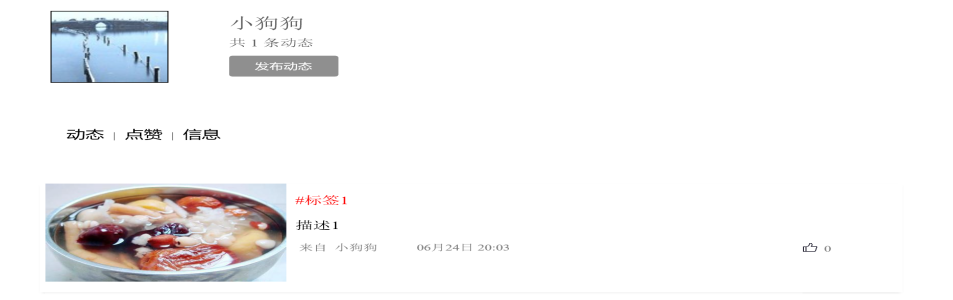 小狗狗
共 1 条动态
发布动态
动态 | 点赞 | 信息
#标签1
描述1
来自 小狗狗 06月24日 20:03 0